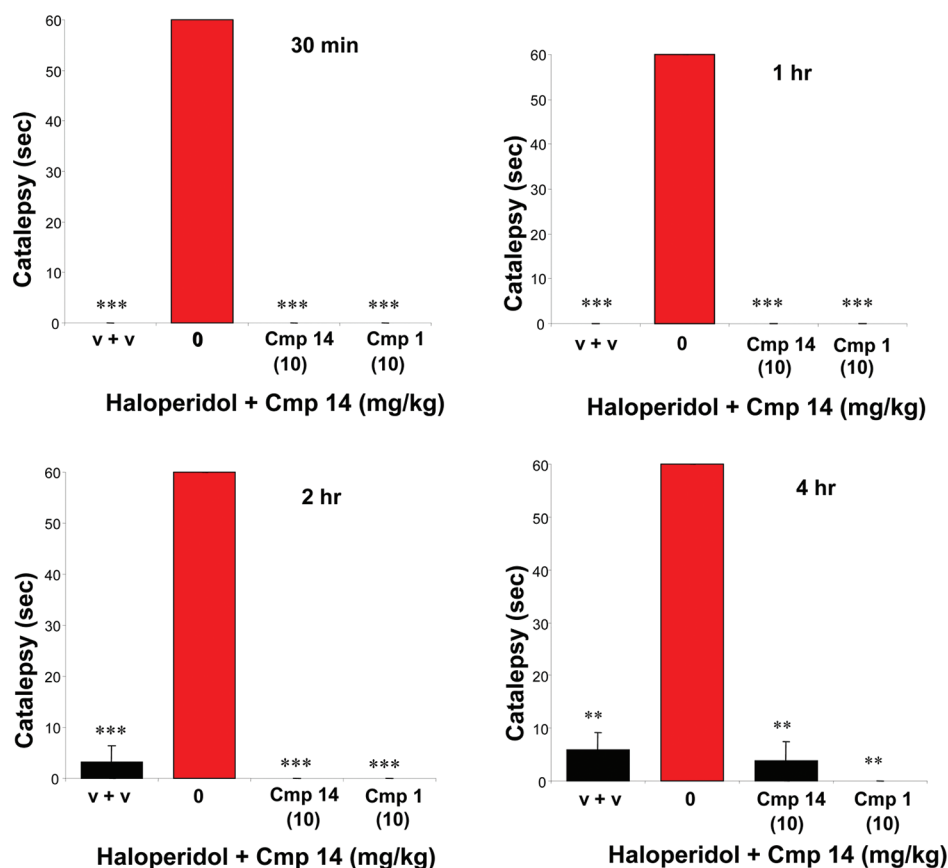 30 min
Catalepsy (sec)
60
50
40
30
20
10
0
***
***
***
v + v
0
Cmp 14
(10)
Cmp 1
(10)
Haloperidol + Cmp 14 (mg/kg)
1 hr
Catalepsy (sec)
60
50
40
30
20
10
0
***
***
***
v + v
0
Cmp 14
(10)
Cmp 1
(10)
Haloperidol + Cmp 14 (mg/kg)
2 hr
Catalepsy (sec)
60
50
40
30
20
10
0
***
***
***
v + v
0
Cmp 14
(10)
Cmp 1
(10)
Haloperidol + Cmp 14 (mg/kg)
4 hr
Catalepsy (sec)
60
50
40
30
20
10
0
**
**
**
v + v
0
Cmp 14
(10)
Cmp 1
(10)
Haloperidol + Cmp 14 (mg/kg)